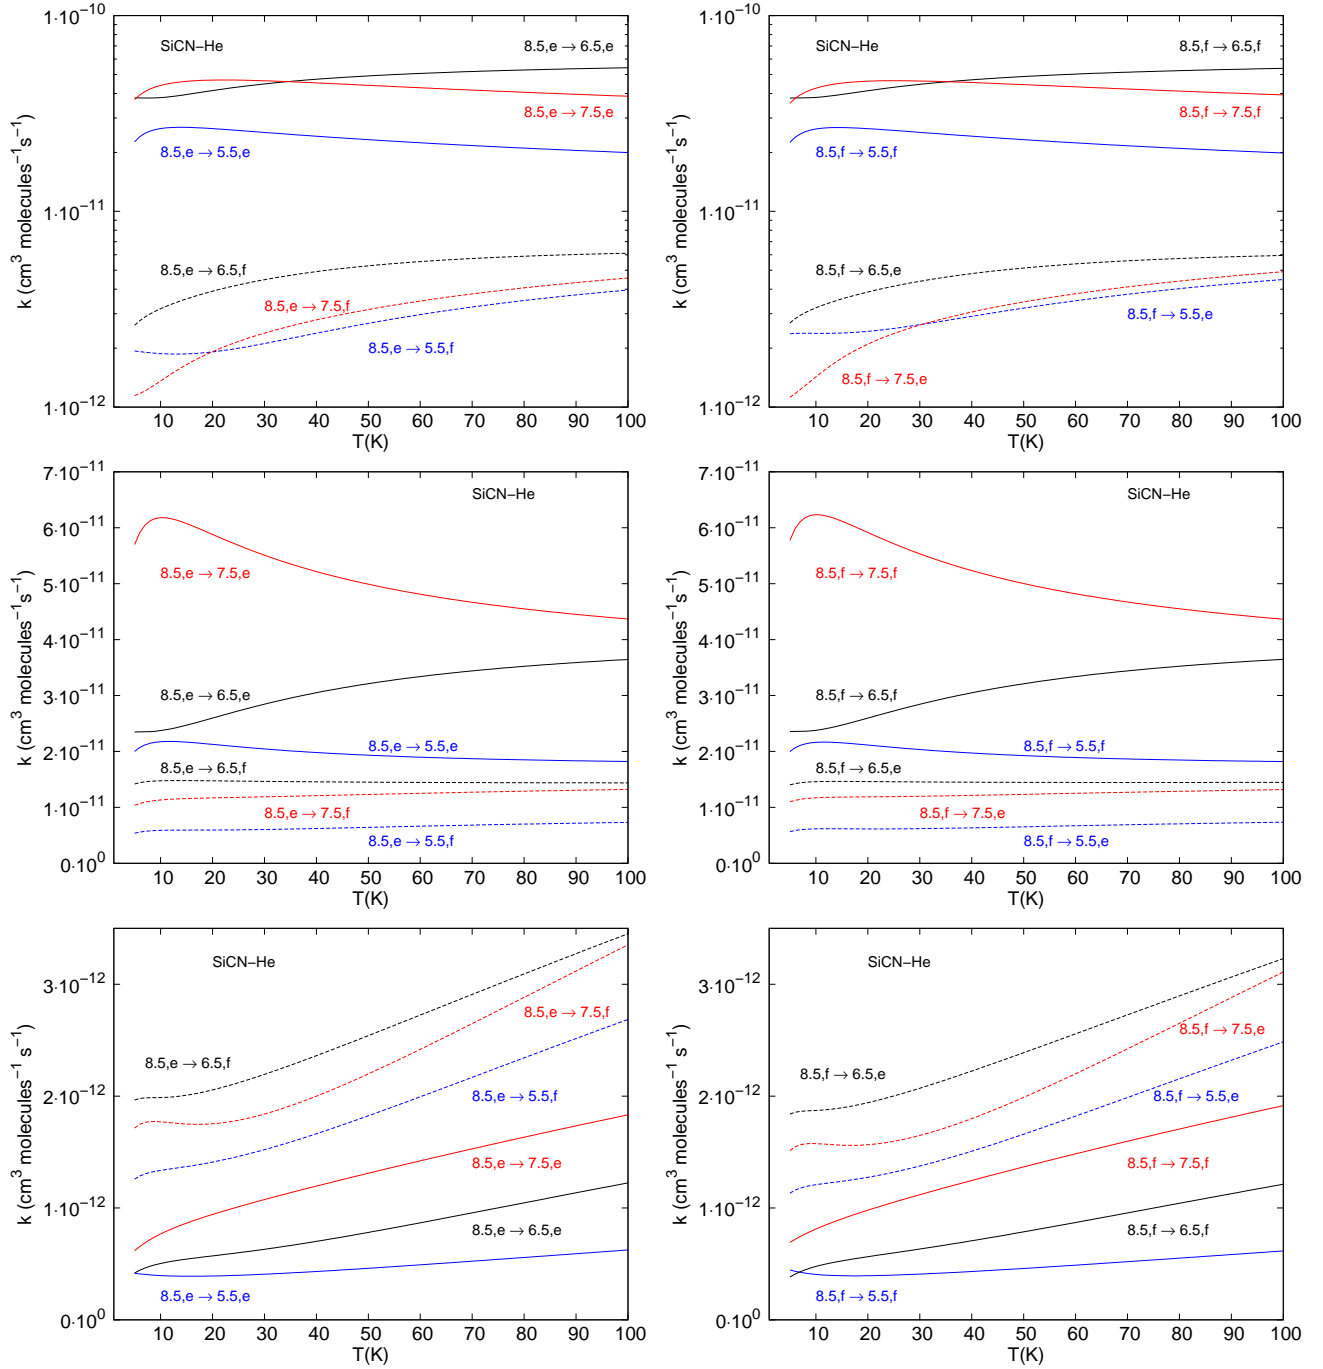 1·10⁻¹⁰
SiCN−He
8.5,e → 6.5,e
8.5,e → 7.5,e
8.5,e → 5.5,e
1·10⁻¹¹
8.5,e → 6.5,f
8.5,e → 7.5,f
8.5,e → 5.5,f
1·10⁻¹²
k (cm³ molecules⁻¹s⁻¹)
10 20 30 40 50 60 70 80 90 100
T(K)
1·10⁻¹⁰
SiCN−He
8.5,f → 6.5,f
8.5,f → 7.5,f
8.5,f → 5.5,f
1·10⁻¹¹
8.5,f → 6.5,e
8.5,f → 5.5,e
8.5,f → 7.5,e
1·10⁻¹²
k (cm³ molecules⁻¹s⁻¹)
10 20 30 40 50 60 70 80 90 100
T(K)
7·10⁻¹¹
SiCN−He
6·10⁻¹¹
8.5,e → 7.5,e
5·10⁻¹¹
4·10⁻¹¹
3·10⁻¹¹
8.5,e → 6.5,e
8.5,e → 5.5,e
2·10⁻¹¹
8.5,e → 6.5,f
1·10⁻¹¹
8.5,e → 7.5,f
8.5,e → 5.5,f
0·10⁰
k (cm³ molecules⁻¹s⁻¹)
10 20 30 40 50 60 70 80 90 100
T(K)
7·10⁻¹¹
SiCN−He
6·10⁻¹¹
8.5,f → 7.5,f
5·10⁻¹¹
4·10⁻¹¹
3·10⁻¹¹
8.5,f → 6.5,f
8.5,f → 5.5,f
2·10⁻¹¹
8.5,f → 6.5,e
1·10⁻¹¹
8.5,f → 7.5,e
8.5,f → 5.5,e
0·10⁰
k (cm³ molecules⁻¹s⁻¹)
10 20 30 40 50 60 70 80 90 100
T(K)
SiCN−He
3·10⁻¹²
8.5,e → 7.5,f
8.5,e → 6.5,f
2·10⁻¹²
8.5,e → 5.5,f
8.5,e → 7.5,e
1·10⁻¹²
8.5,e → 6.5,e
8.5,e → 5.5,e
0·10⁰
k (cm³ molecules⁻¹ s⁻¹)
10 20 30 40 50 60 70 80 90 100
T(K)
SiCN−He
3·10⁻¹²
8.5,f → 7.5,e
8.5,f → 6.5,e
2·10⁻¹²
8.5,f → 5.5,e
8.5,f → 7.5,f
1·10⁻¹²
8.5,f → 6.5,f
8.5,f → 5.5,f
0·10⁰
k (cm³ molecules⁻¹ s⁻¹)
10 20 30 40 50 60 70 80 90 100
T(K)